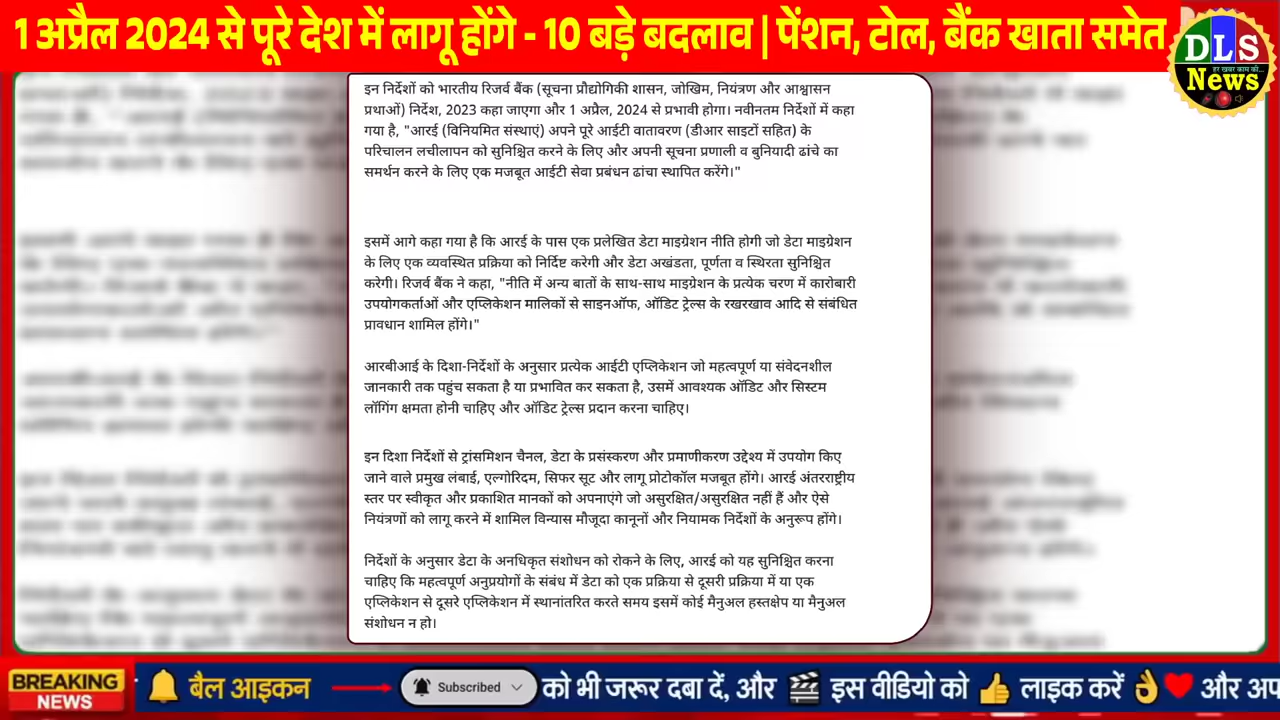 1 अप्रैल 2024 से पूरे देश में लागू होंगे - 10 बड़े बदलाव | पेंशन, टोल, बैंक खाता समेत
DLS
हर खबर काम की...
News
इन निर्देशों को भारतीय रिजर्व बैंक (सूचना प्रौद्योगिकी शासन, जोखिम, नियंत्रण और आश्वासन
प्रथाओं) निर्देश, 2023 कहा जाएगा और 1 अप्रैल, 2024 से प्रभावी होगा। नवीनतम निर्देशों में कहा
गया है, "आरई (विनियमित संस्थाएं) अपने पूरे आईटी वातावरण (डीआर साइटों सहित) के
परिचालन लचीलापन को सुनिश्चित करने के लिए और अपनी सूचना प्रणाली व बुनियादी ढांचे का
समर्थन करने के लिए एक मजबूत आईटी सेवा प्रबंधन ढांचा स्थापित करेंगे।"
इसमें आगे कहा गया है कि आरई के पास एक प्रलेखित डेटा माइग्रेशन नीति होगी जो डेटा माइग्रेशन
के लिए एक व्यवस्थित प्रक्रिया को निर्दिष्ट करेगी और डेटा अखंडता, पूर्णता व स्थिरता सुनिश्चित
करेगी। रिजर्व बैंक ने कहा, "नीति में अन्य बातों के साथ-साथ माइग्रेशन के प्रत्येक चरण में कारोबारी
उपयोगकर्ताओं और एप्लिकेशन मालिकों से साइनऑफ, ऑडिट ट्रेल्स के रखरखाव आदि से संबंधित
प्रावधान शामिल होंगे।"
आरबीआई के दिशा-निर्देशों के अनुसार प्रत्येक आईटी एप्लिकेशन जो महत्वपूर्ण या संवेदनशील
जानकारी तक पहुंच सकता है या प्रभावित कर सकता है, उसमें आवश्यक ऑडिट और सिस्टम
लॉगिंग क्षमता होनी चाहिए और ऑडिट ट्रेल्स प्रदान करना चाहिए।
इन दिशा निर्देशों से ट्रांसमिशन चैनल, डेटा के प्रसंस्करण और प्रमाणीकरण उद्देश्य में उपयोग किए
जाने वाले प्रमुख लंबाई, एल्गोरिदम, सिफर सूट और लागू प्रोटोकॉल मजबूत होंगे। आरई अंतरराष्ट्रीय
स्तर पर स्वीकृत और प्रकाशित मानकों को अपनाएंगे जो असुरक्षित/असुरक्षित नहीं हैं और ऐसे
नियंत्रणों को लागू करने में शामिल विन्यास मौजूदा कानूनों और नियामक निर्देशों के अनुरूप होंगे।
निर्देशों के अनुसार डेटा के अनधिकृत संशोधन को रोकने के लिए, आरई को यह सुनिश्चित करना
चाहिए कि महत्वपूर्ण अनुप्रयोगों के संबंध में डेटा को एक प्रक्रिया से दूसरी प्रक्रिया में या एक
एप्लिकेशन से दूसरे एप्लिकेशन में स्थानांतरित करते समय इसमें कोई मैनुअल हस्तक्षेप या मैनुअल
संशोधन न हो।
BREAKING
NEWS
बैल आइकन Subscribed को भी जरूर दबा दें, और इस वीडियो को लाइक करें और अप